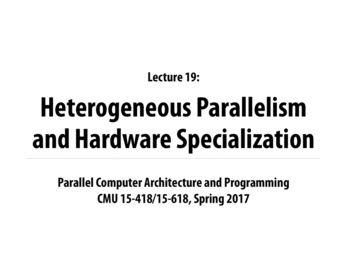 Lecture 19:
Heterogeneous Parallelism
and Hardware Specialization
Parallel Computer Architecture and Programming
CMU 15-418/15-618, Spring 2017